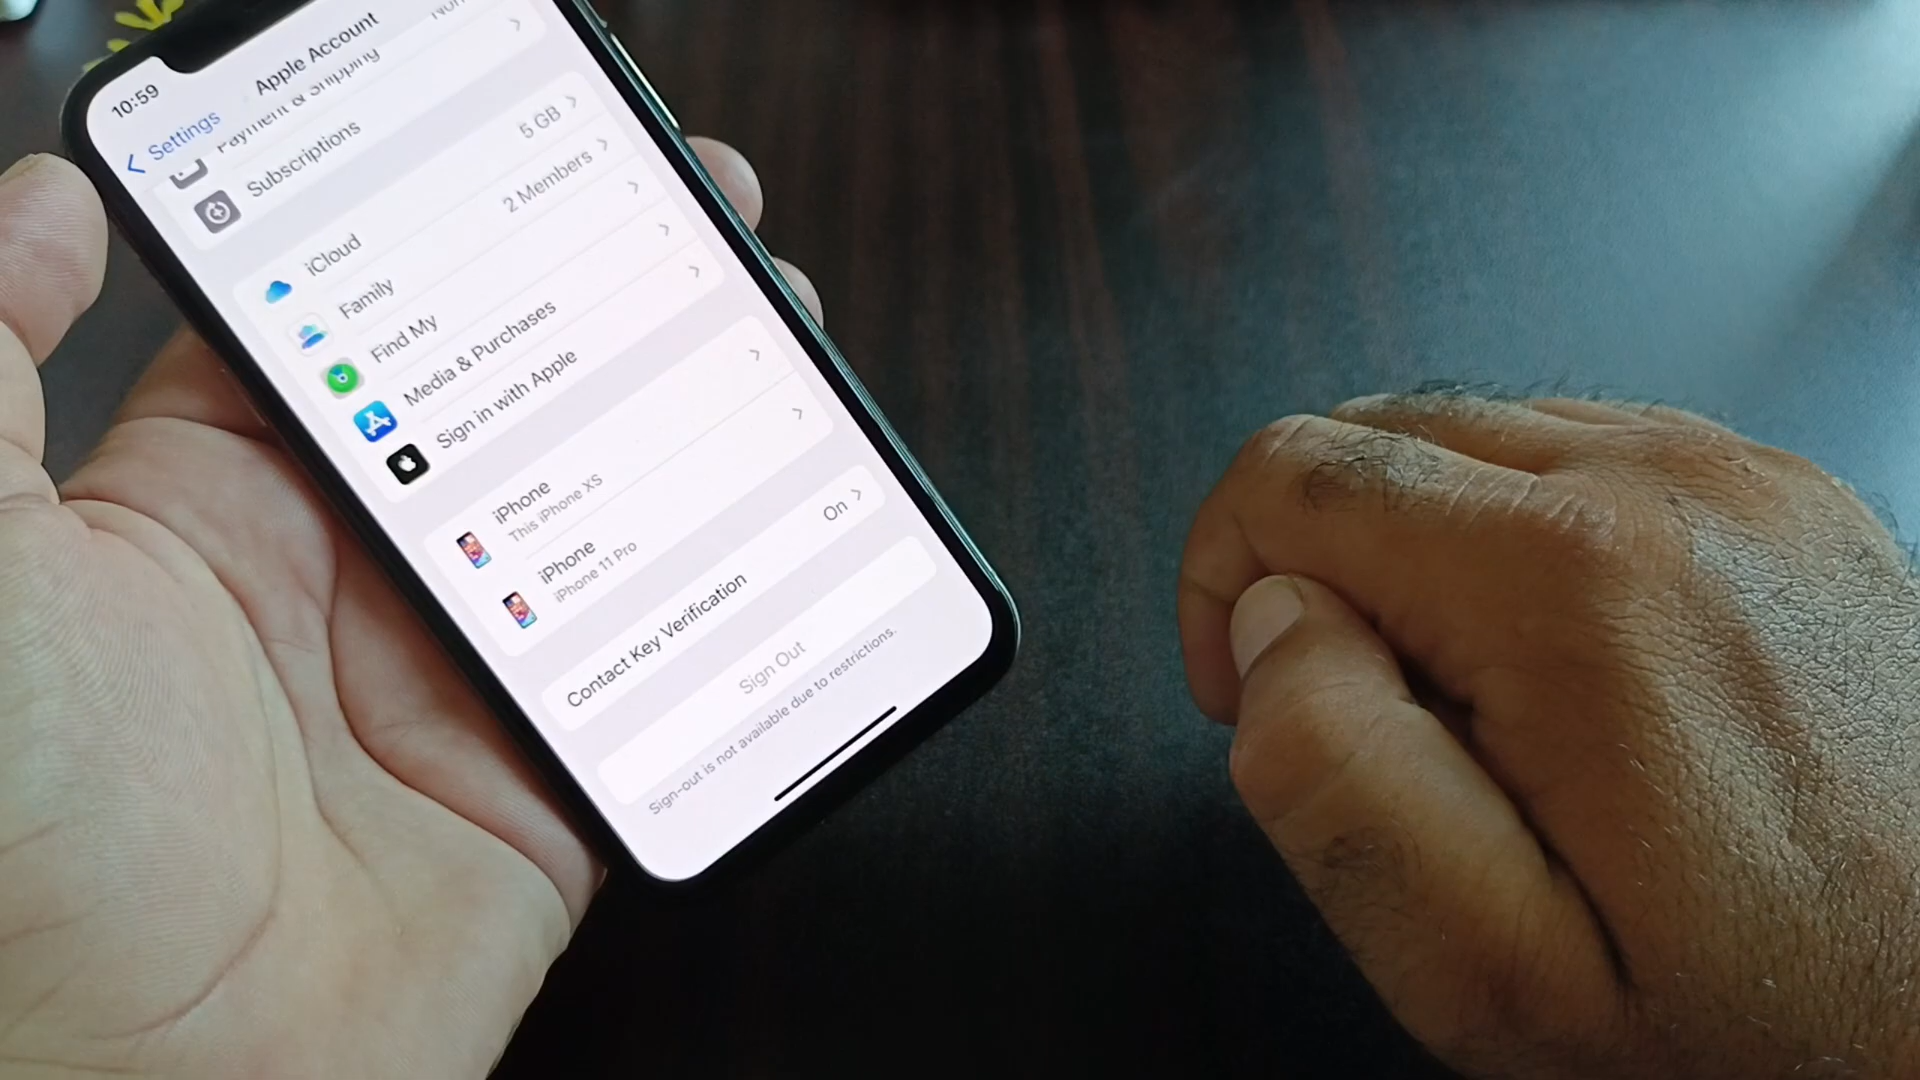 10:59
Apple Account
Settings
Payment & Shipping
Subscriptions
iCloud 5 GB
Family 2 Members
Find My
Media & Purchases
Sign in with Apple
iPhone
This iPhone XS
iPhone
iPhone 11 Pro
Contact Key Verification On
Sign Out
Sign-out is not available due to restrictions.